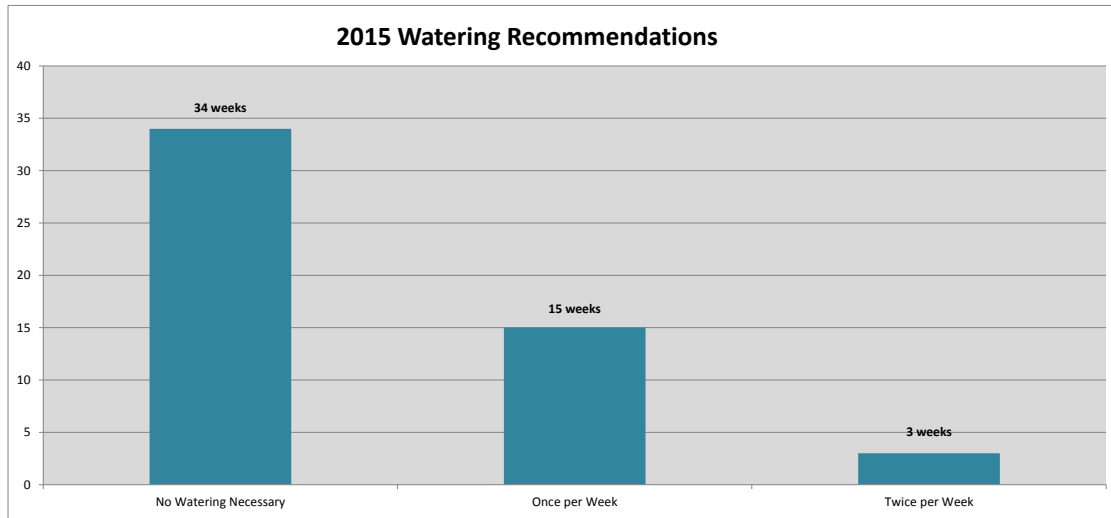 2015 Watering Recommendations
40
35
30
25
20
15
10
5
0
34 weeks
15 weeks
3 weeks
No Watering Necessary
Once per Week
Twice per Week